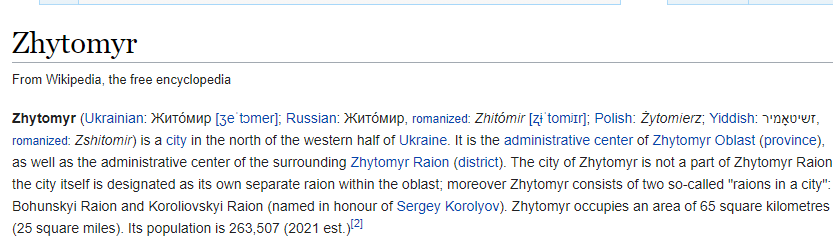 Zhytomyr
From Wikipedia, the free encyclopedia
Zhytomyr (Ukrainian: Жито́мир [ʒeˈtɔmer]; Russian: Жито́мир, romanized: Zhitómir [ʐɨˈtomʲɪr]; Polish: Żytomierz; Yiddish: זשיטאָמיר,
romanized: Zshitomir) is a city in the north of the western half of Ukraine. It is the administrative center of Zhytomyr Oblast (province),
as well as the administrative center of the surrounding Zhytomyr Raion (district). The city of Zhytomyr is not a part of Zhytomyr Raion
the city itself is designated as its own separate raion within the oblast; moreover Zhytomyr consists of two so-called "raions in a city":
Bohunskyi Raion and Koroliovskyi Raion (named in honour of Sergey Korolyov). Zhytomyr occupies an area of 65 square kilometres
(25 square miles). Its population is 263,507 (2021 est.)[2]